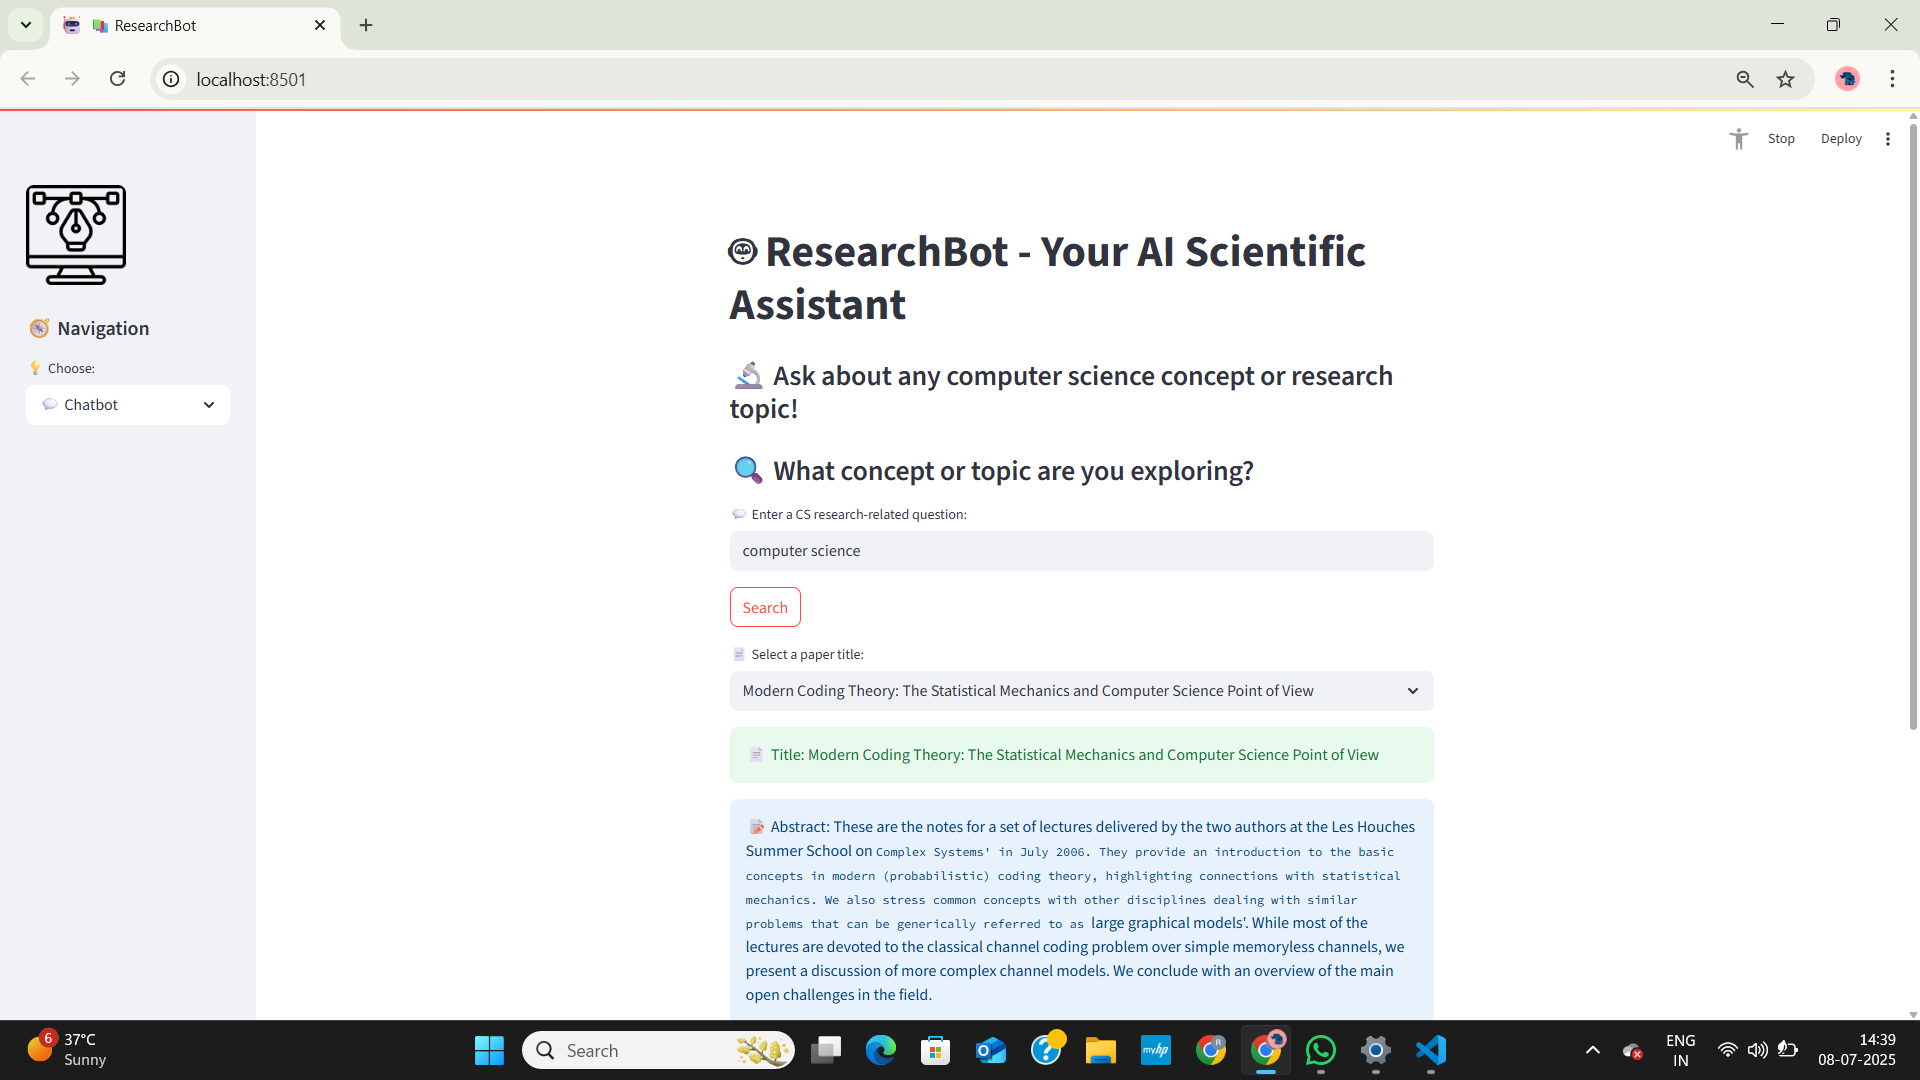 ResearchBot
localhost:8501
Stop
Deploy
Navigation
Choose:
Chatbot
ResearchBot - Your AI Scientific
Assistant
Ask about any computer science concept or research
topic!
What concept or topic are you exploring?
Enter a CS research-related question:
computer science
Search
Select a paper title:
Modern Coding Theory: The Statistical Mechanics and Computer Science Point of View
Title: Modern Coding Theory: The Statistical Mechanics and Computer Science Point of View
Abstract: These are the notes for a set of lectures delivered by the two authors at the Les Houches
Summer School on Complex Systems' in July 2006. They provide an introduction to the basic
concepts in modern (probabilistic) coding theory, highlighting connections with statistical
mechanics. We also stress common concepts with other disciplines dealing with similar
problems that can be generically referred to as large graphical models'. While most of the
lectures are devoted to the classical channel coding problem over simple memoryless channels, we
present a discussion of more complex channel models. We conclude with an overview of the main
open challenges in the field.
6
37°C
Sunny
Search
myhp
R
ENG
IN
14:39
08-07-2025